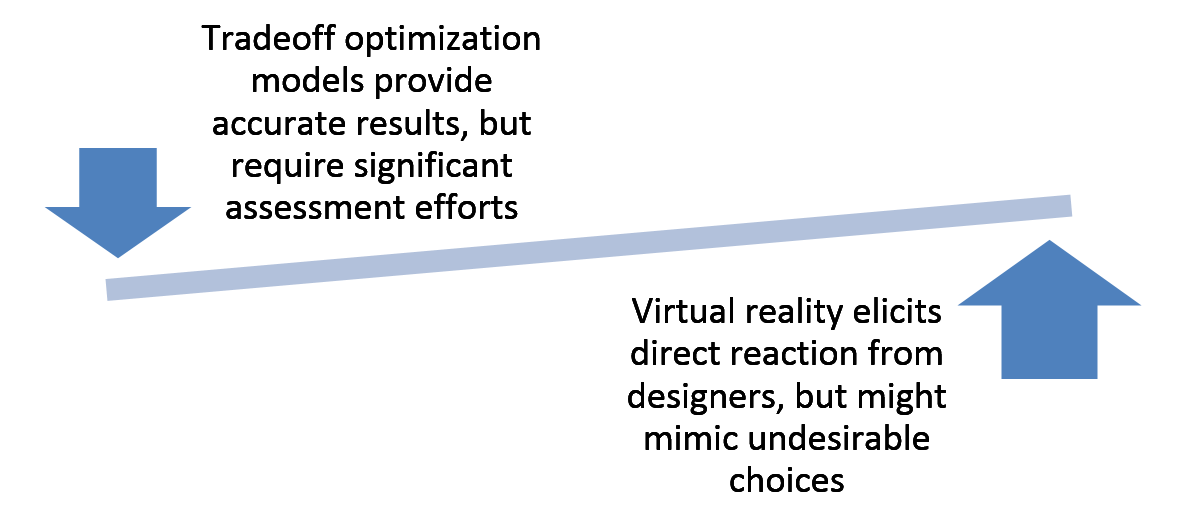 Tradeoff optimization
models provide
accurate results, but
require significant
assessment efforts
Virtual reality elicits
direct reaction from
designers, but might
mimic undesirable
choices